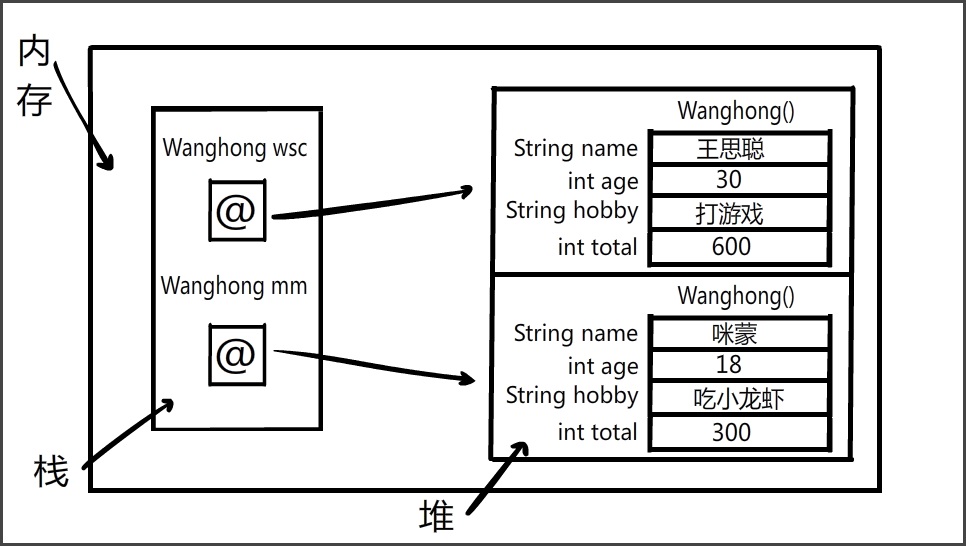 内
存
Wanghong wsc
@
Wanghong mm
@
栈
Wanghong()
String name 王思聪
int age 30
String hobby 打游戏
int total 600
Wanghong()
String name 咪蒙
int age 18
String hobby 吃小龙虾
int total 300
堆